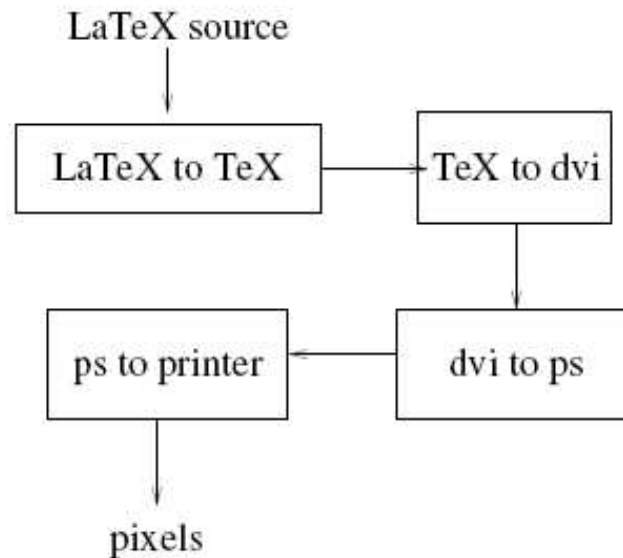 LaTeX source
LaTeX to TeX
TeX to dvi
dvi to ps
ps to printer
pixels